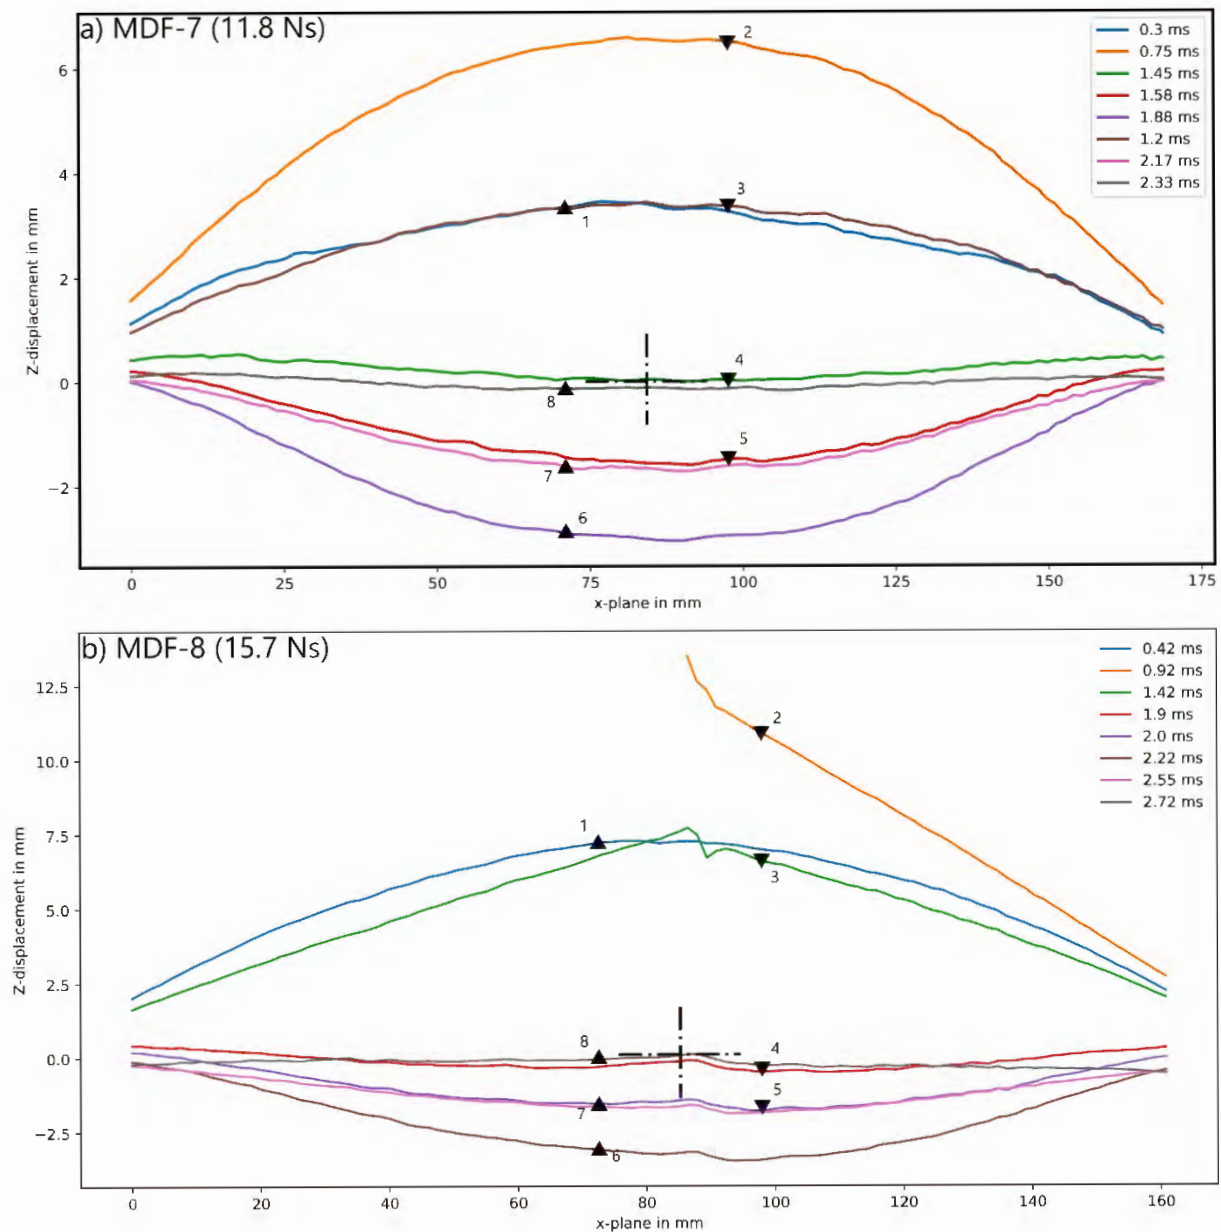 a) MDF-7 (11.8 Ns)
0.3 ms
0.75 ms
1.45 ms
1.58 ms
1.88 ms
1.2 ms
2.17 ms
2.33 ms
Z-displacement in mm
6
4
2
0
−2
2
3
1
4
8
5
7
6
0
25
50
75
100
125
150
175
x-plane in mm
b) MDF-8 (15.7 Ns)
0.42 ms
0.92 ms
1.42 ms
1.9 ms
2.0 ms
2.22 ms
2.55 ms
2.72 ms
Z-displacement in mm
12.5
10.0
7.5
5.0
2.5
0.0
−2.5
2
1
3
8
4
5
7
6
0
20
40
60
80
100
120
140
160
x-plane in mm